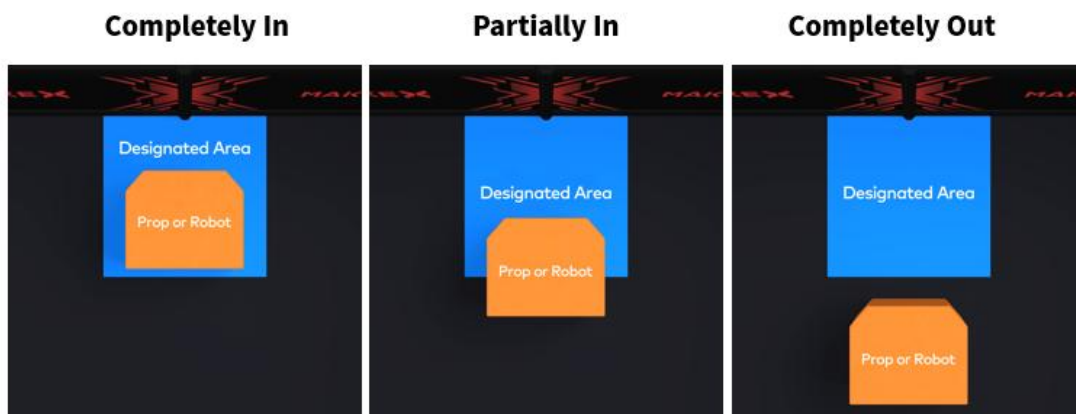 Completely In
Partially In
Completely Out
Designated Area
Prop or Robot
Designated Area
Prop or Robot
Designated Area
Prop or Robot